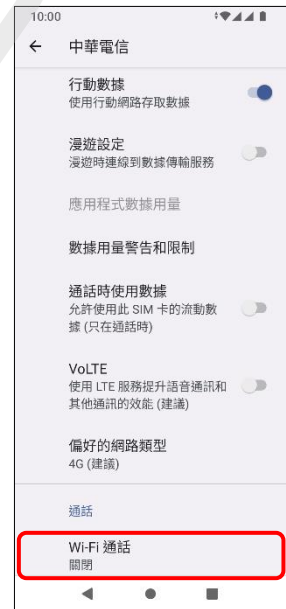 10:00
中華電信
行動數據
使用行動網路存取數據
漫遊設定
漫遊時連線到數據傳輸服務
應用程式數據用量
數據用量警告和限制
通話時使用數據
允許使用此 SIM 卡的流動數
據 (只在通話時)
VoLTE
使用 LTE 服務提升語音通訊和
其他通訊的效能 (建議)
偏好的網路類型
4G (建議)
通話
Wi-Fi 通話
關閉